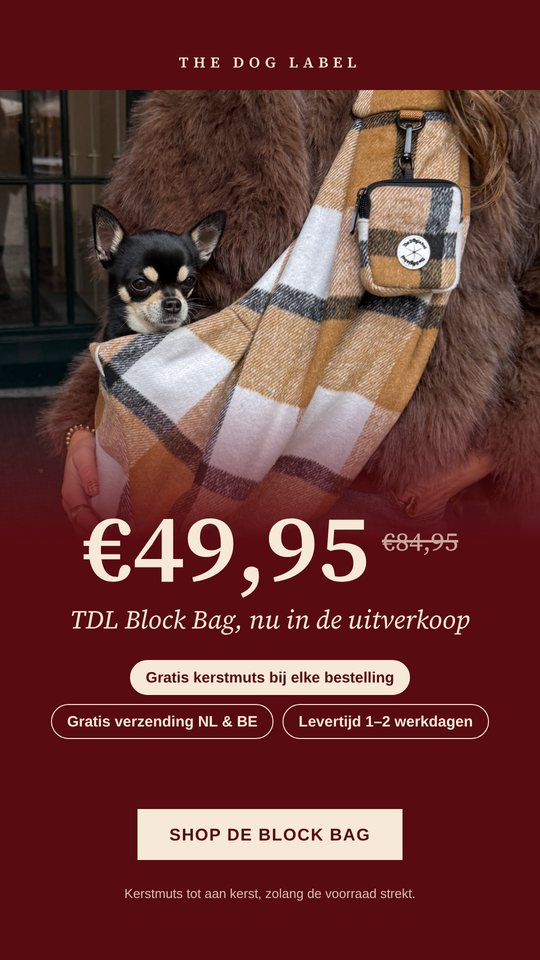 THE DOG LABEL
€49,95 €84,95
TDL Block Bag, nu in de uitverkoop
Gratis kerstmuts bij elke bestelling
Gratis verzending NL & BE
Levertijd 1–2 werkdagen
SHOP DE BLOCK BAG
Kerstmuts tot aan kerst, zolang de voorraad strekt.